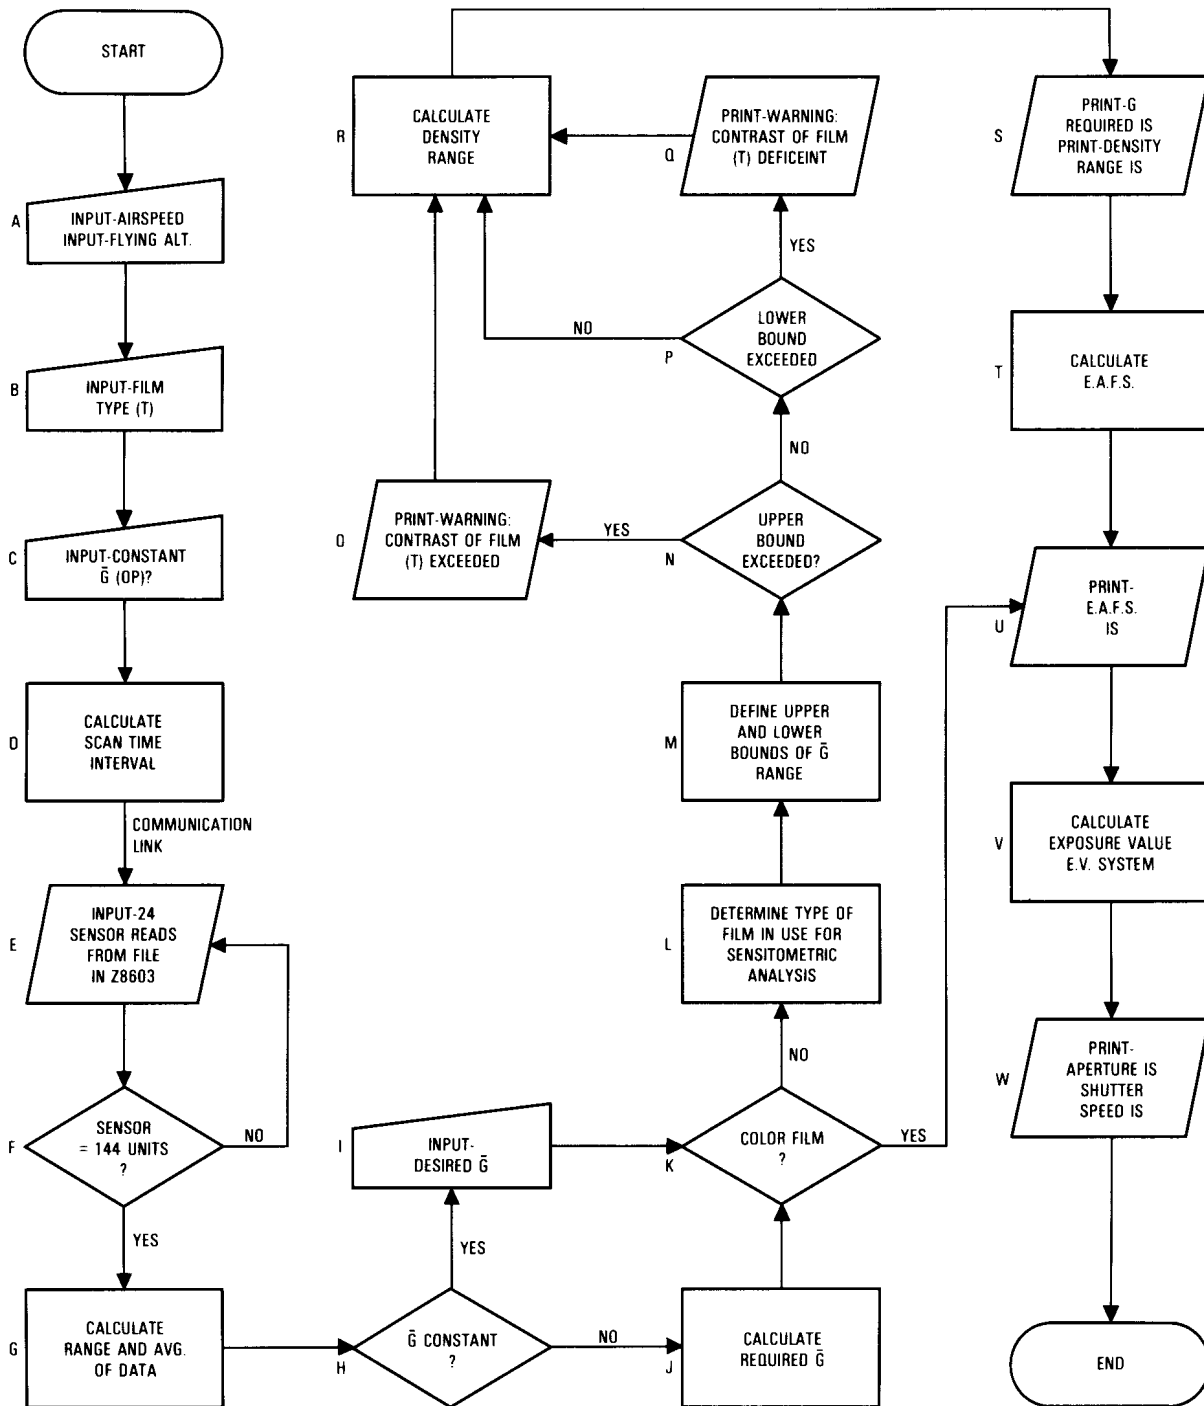 START
A
INPUT-AIRSPEED
INPUT-FLYING ALT.
B
INPUT-FILM
TYPE (T)
C
INPUT-CONSTANT
Ḡ (OP)?
D
CALCULATE
SCAN TIME
INTERVAL
COMMUNICATION
LINK
E
INPUT-24
SENSOR READS
FROM FILE
IN Z8603
F
SENSOR
= 144 UNITS
?
NO
YES
G
CALCULATE
RANGE AND AVG.
OF DATA
H
Ḡ CONSTANT
?
YES
NO
I
INPUT-
DESIRED Ḡ
J
CALCULATE
REQUIRED Ḡ
K
COLOR FILM
?
YES
NO
L
DETERMINE TYPE OF
FILM IN USE FOR
SENSITOMETRIC
ANALYSIS
M
DEFINE UPPER
AND LOWER
BOUNDS OF Ḡ
RANGE
N
UPPER
BOUND
EXCEEDED?
YES
NO
O
PRINT-WARNING:
CONTRAST OF FILM
(T) EXCEEDED
P
LOWER
BOUND
EXCEEDED
NO
YES
Q
PRINT-WARNING:
CONTRAST OF FILM
(T) DEFICEINT
R
CALCULATE
DENSITY
RANGE
S
PRINT-G
REQUIRED IS
PRINT-DENSITY
RANGE IS
T
CALCULATE
E.A.F.S.
U
PRINT-
E.A.F.S.
IS
V
CALCULATE
EXPOSURE VALUE
E.V. SYSTEM
W
PRINT-
APERTURE IS
SHUTTER
SPEED IS
END